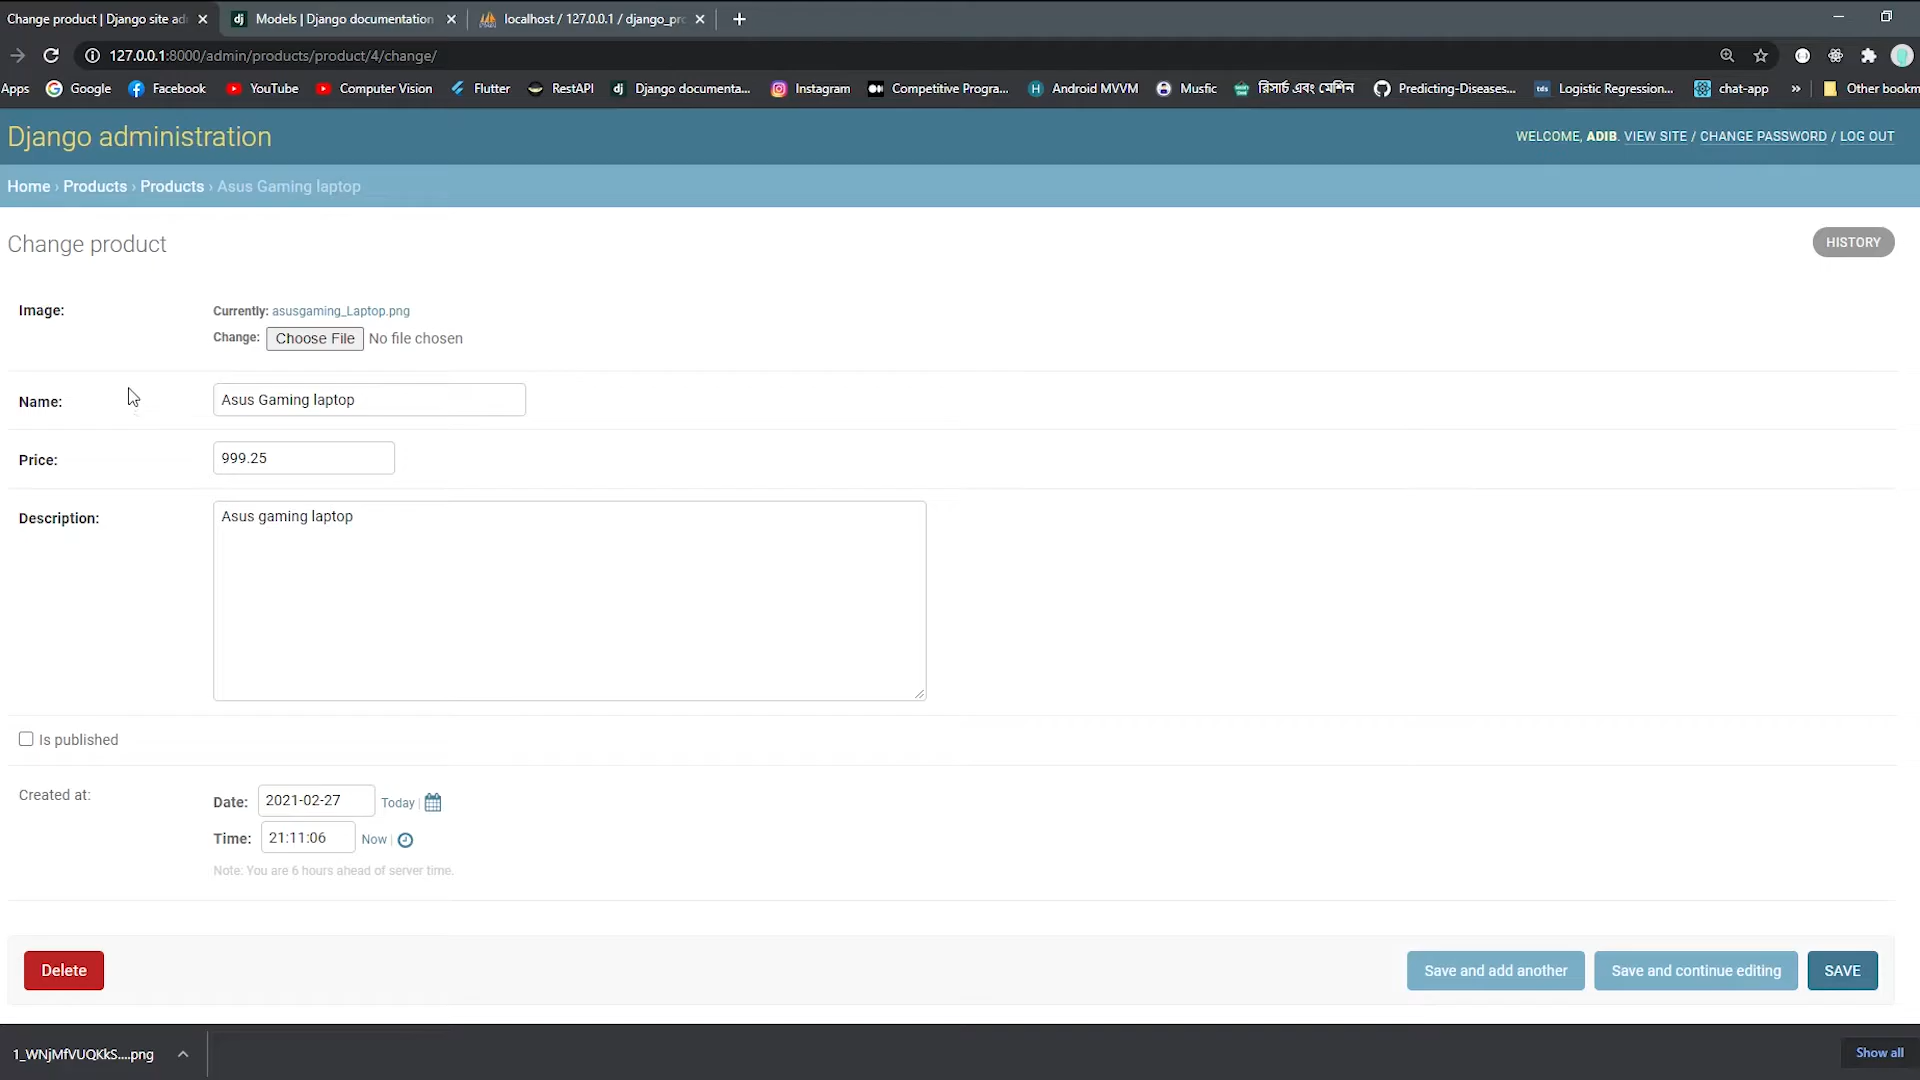 Change product | Django site ad
Models | Django documentation
localhost / 127.0.0.1 / django_pr
127.0.0.1:8000/admin/products/product/4/change/
Apps Google Facebook YouTube Computer Vision Flutter RestAPI Django documenta... Instagram Competitive Progra... Android MVVM Musfic রিসার্চ এবং মেশিন Predicting-Diseases... Logistic Regression... chat-app » Other bookm
Django administration
WELCOME, ADIB. VIEW SITE / CHANGE PASSWORD / LOG OUT
Home › Products › Products › Asus Gaming laptop
Change product
HISTORY
Image:
Currently: asusgaming_Laptop.png
Change: Choose File No file chosen
Name: Asus Gaming laptop
Price: 999.25
Description: Asus gaming laptop
Is published
Created at:
Date: 2021-02-27 Today |
Time: 21:11:06 Now |
Note: You are 6 hours ahead of server time.
Delete
Save and add another
Save and continue editing
SAVE
1_WNjMfVUQKkS....png
Show all